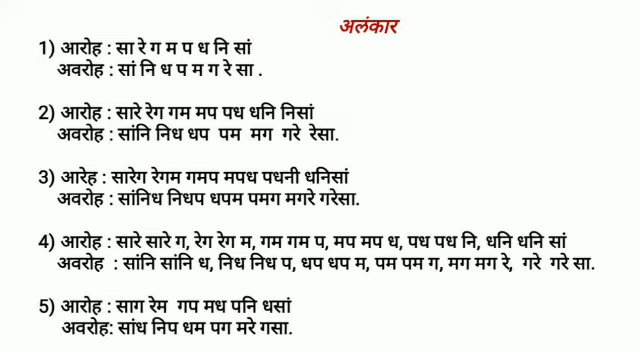 अलंकार
1) आरोह : सा रे ग म प ध नि सां
अवरोह : सां नि ध प म ग रे सा .
2) आरोह : सारे रेग गम मप पध धनि निसां
अवरोह : सांनि निध धप पम मग गरे रेसा.
3) आरेह : सारेग रेगम गमप मपध पधनी धनिसां
अवरोह : सांनिध निधप धपम पमग मगरे गरेसा.
4) आरोह : सारे सारे ग, रेग रेग म, गम गम प, मप मप ध, पध पध नि, धनि धनि सां
अवरोह : सांनि सांनि ध, निध निध प, धप धप म, पम पम ग, मग मग रे, गरे गरे सा.
5) आरोह : साग रेम गप मध पनि धसां
अवरोह: सांध निप धम पग मरे गसा.